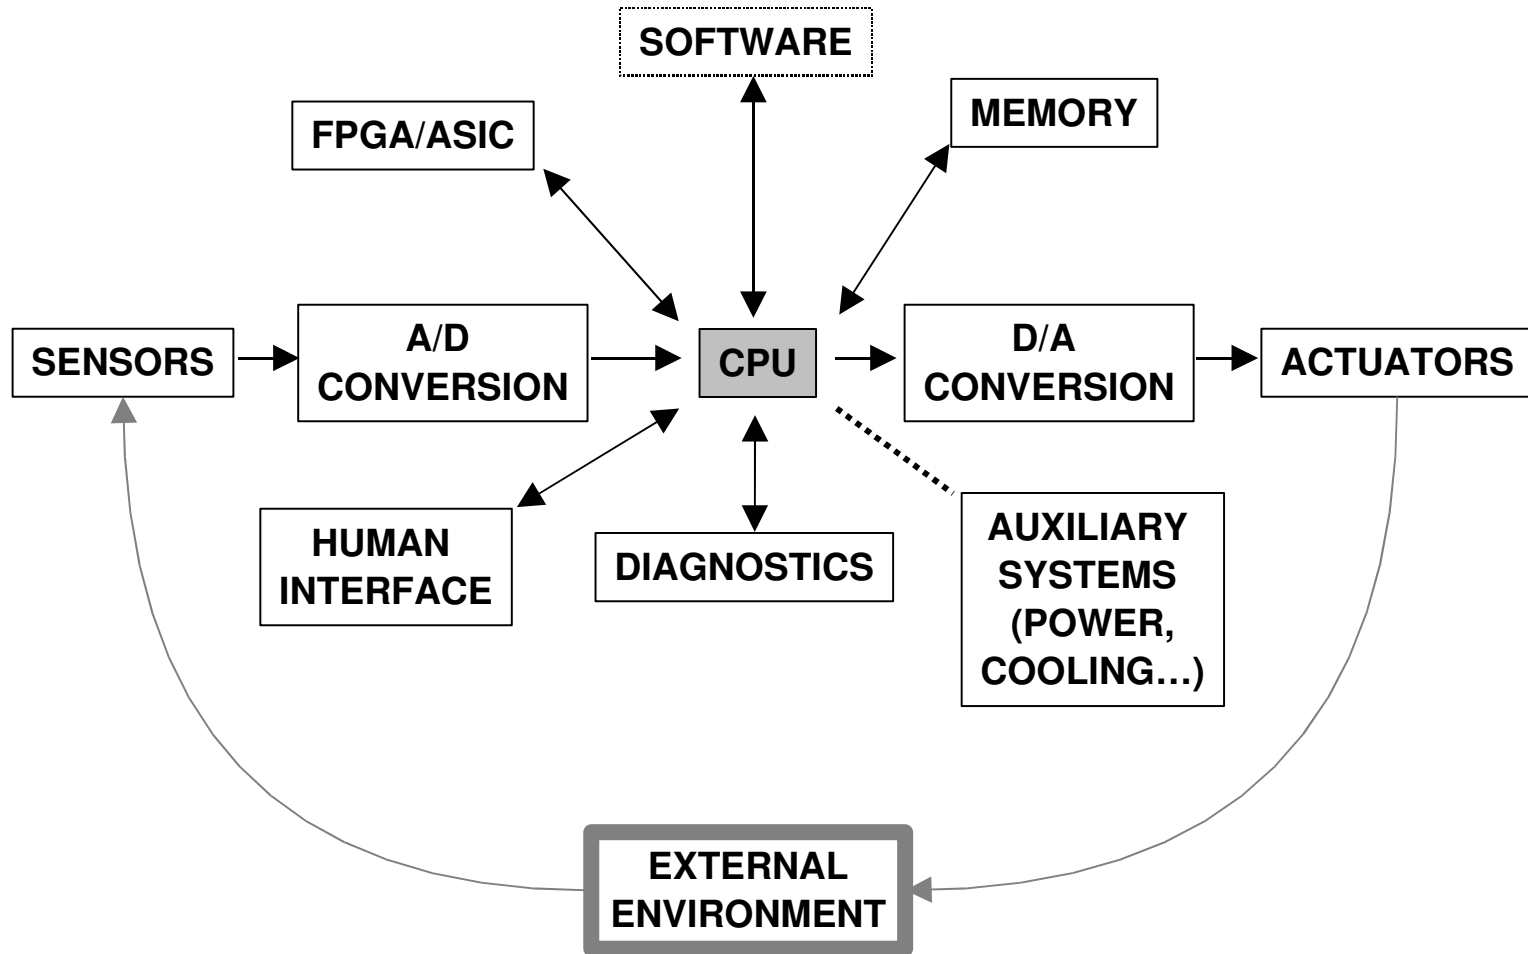 SOFTWARE
FPGA/ASIC
MEMORY
SENSORS
A/D
CONVERSION
CPU
D/A
CONVERSION
ACTUATORS
HUMAN
INTERFACE
DIAGNOSTICS
AUXILIARY
SYSTEMS
(POWER,
COOLING…)
EXTERNAL
ENVIRONMENT